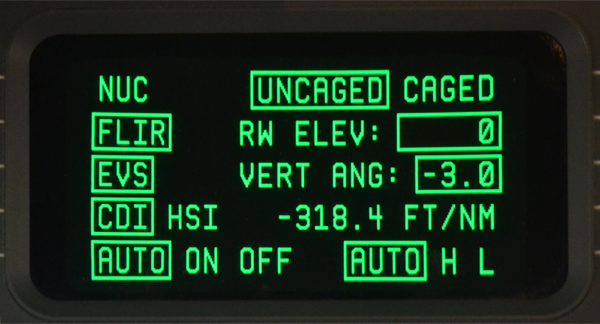 NUC UNCAGED CAGED
FLIR RW ELEV: 0
EVS VERT ANG: -3.0
CDI HSI -318.4 FT/NM
AUTO ON OFF AUTO H L